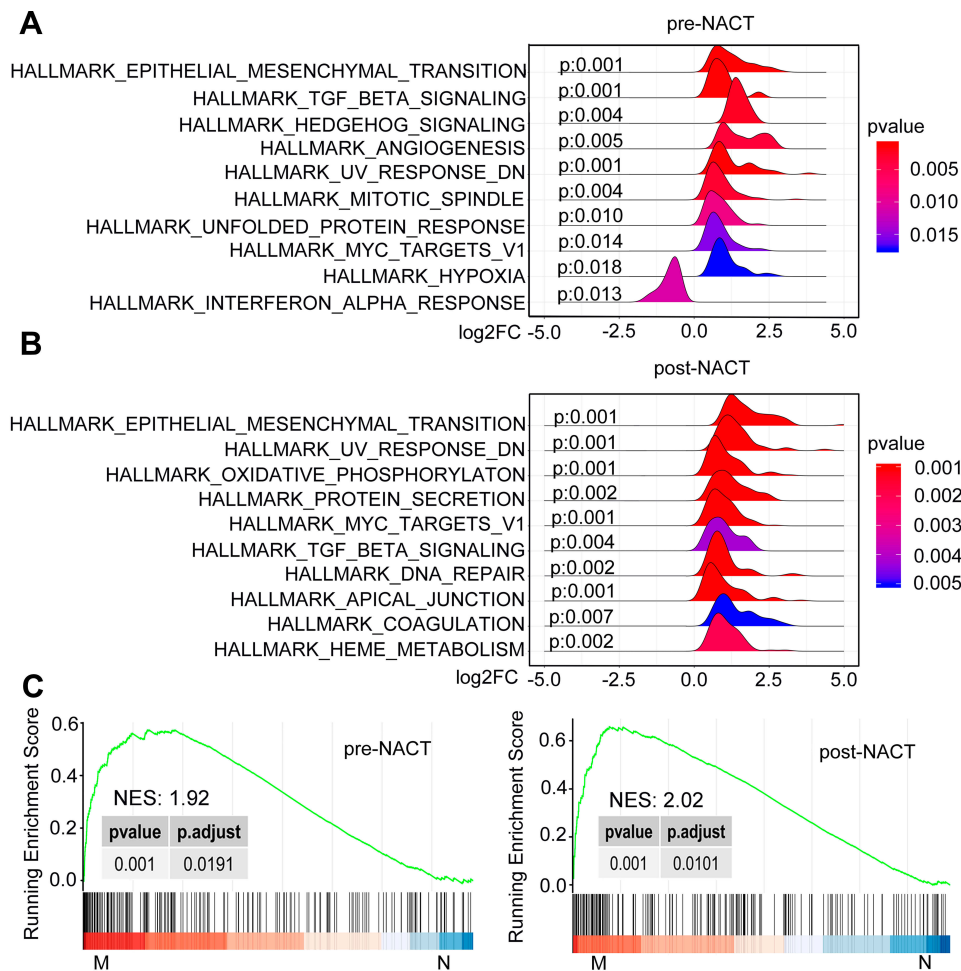 A
pre-NACT
HALLMARK_EPITHELIAL_MESENCHYMAL_TRANSITION p:0.001
HALLMARK_TGF_BETA_SIGNALING p:0.001
HALLMARK_HEDGEHOG_SIGNALING p:0.004
HALLMARK_ANGIOGENESIS p:0.005
HALLMARK_UV_RESPONSE_DN p:0.001
HALLMARK_MITOTIC_SPINDLE p:0.004
HALLMARK_UNFOLDED_PROTEIN_RESPONSE p:0.010
HALLMARK_MYC_TARGETS_V1 p:0.014
HALLMARK_HYPOXIA p:0.018
HALLMARK_INTERFERON_ALPHA_RESPONSE p:0.013
log2FC -5.0 -2.5 0.0 2.5 5.0
pvalue
0.005
0.010
0.015
B
post-NACT
HALLMARK_EPITHELIAL_MESENCHYMAL_TRANSITION p:0.001
HALLMARK_UV_RESPONSE_DN p:0.001
HALLMARK_OXIDATIVE_PHOSPHORYLATON p:0.001
HALLMARK_PROTEIN_SECRETION p:0.002
HALLMARK_MYC_TARGETS_V1 p:0.001
HALLMARK_TGF_BETA_SIGNALING p:0.004
HALLMARK_DNA_REPAIR p:0.002
HALLMARK_APICAL_JUNCTION p:0.001
HALLMARK_COAGULATION p:0.007
HALLMARK_HEME_METABOLISM p:0.002
log2FC -5.0 -2.5 0.0 2.5 5.0
pvalue
0.001
0.002
0.003
0.004
0.005
C
Running Enrichment Score
0.6
0.4
0.2
0.0
pre-NACT
NES: 1.92
pvalue p.adjust
0.001 0.0191
M N
Running Enrichment Score
0.6
0.4
0.2
0.0
post-NACT
NES: 2.02
pvalue p.adjust
0.001 0.0101
M N